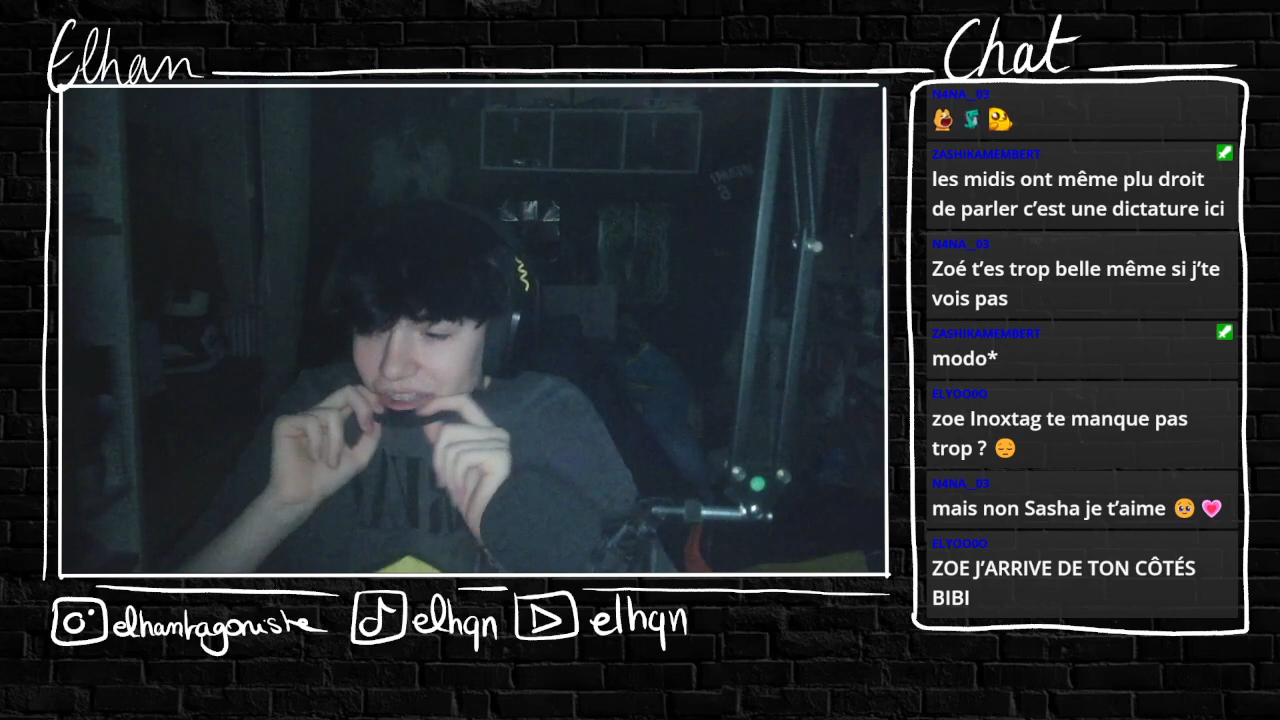 Elhan
Chat
N4NA_03
ZASHIKAMEMBERT
les midis ont même plu droit
de parler c’est une dictature ici
N4NA_03
Zoé t’es trop belle même si j’te
vois pas
ZASHIKAMEMBERT
modo*
ELYOO0O
zoe Inoxtag te manque pas
trop ?
N4NA_03
mais non Sasha je t’aime
ELYOO0O
ZOE J’ARRIVE DE TON CÔTÉS
BIBI
elhantagoniste elhqn elhqn